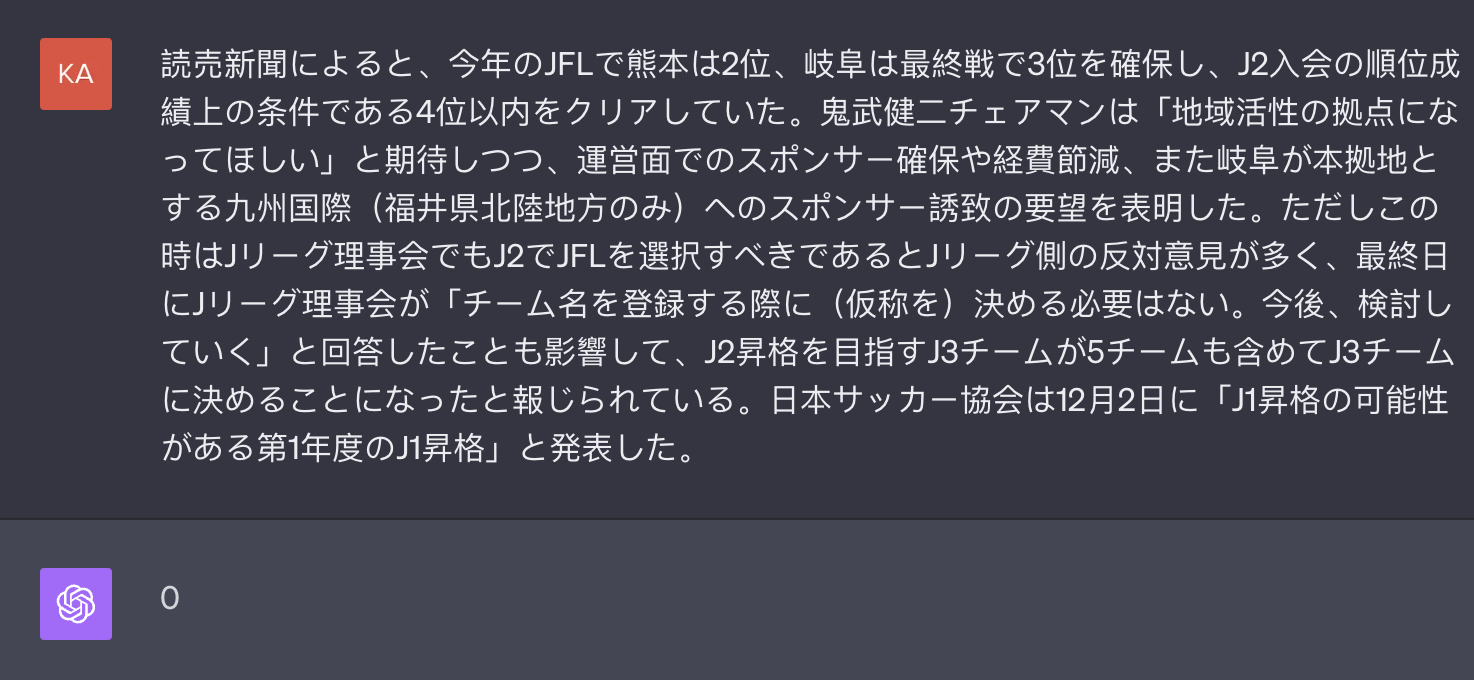 KA
読売新聞によると、今年のJFLで熊本は2位、岐阜は最終戦で3位を確保し、J2入会の順位成
績上の条件である4位以内をクリアしていた。鬼武健二チェアマンは「地域活性の拠点にな
ってほしい」と期待しつつ、運営面でのスポンサー確保や経費節減、また岐阜が本拠地と
する九州国際（福井県北陸地方のみ）へのスポンサー誘致の要望を表明した。ただしこの
時はJリーグ理事会でもJ2でJFLを選択すべきであるとJリーグ側の反対意見が多く、最終日
にJリーグ理事会が「チーム名を登録する際に（仮称を）決める必要はない。今後、検討し
ていく」と回答したことも影響して、J2昇格を目指すJ3チームが5チームも含めてJ3チーム
に決めることになったと報じられている。日本サッカー協会は12月2日に「J1昇格の可能性
がある第1年度のJ1昇格」と発表した。
0